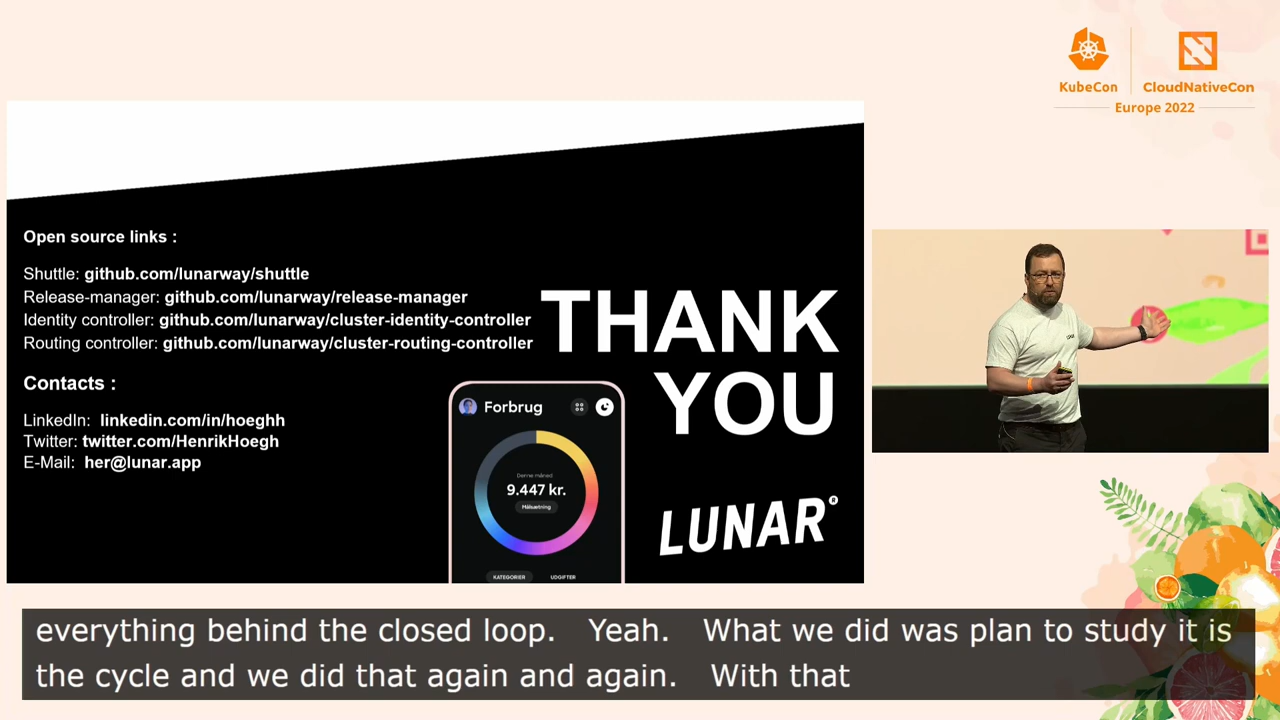 KubeCon
CloudNativeCon
Europe 2022
Open source links :
Shuttle: github.com/lunarway/shuttle
Release-manager: github.com/lunarway/release-manager
Identity controller: github.com/lunarway/cluster-identity-controller
Routing controller: github.com/lunarway/cluster-routing-controller
Contacts :
LinkedIn: linkedin.com/in/hoeghh
Twitter: twitter.com/HenrikHoegh
E-Mail: her@lunar.app
THANK
YOU
Forbrug
Denne måned
9.447 kr.
Målsætning
KATEGORIER UDGIFTER
LUNAR®
everything behind the closed loop. Yeah. What we did was plan to study it is
the cycle and we did that again and again. With that